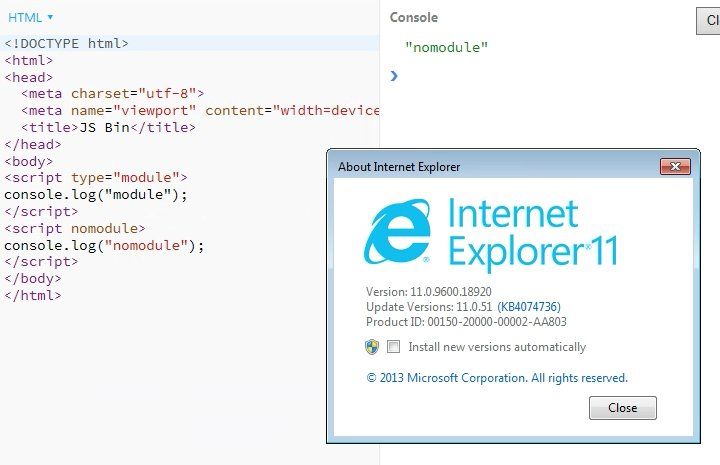 HTML
<!DOCTYPE html>
<html>
<head>
<meta charset="utf-8">
<meta name="viewport" content="width=device
<title>JS Bin</title>
</head>
<body>
<script type="module">
console.log("module");
</script>
<script nomodule>
console.log("nomodule");
</script>
</body>
</html>
Console
Cl
"nomodule"
About Internet Explorer
Internet
Explorer®11
Version: 11.0.9600.18920
Update Versions: 11.0.51 (KB4074736)
Product ID: 00150-20000-00002-AA803
Install new versions automatically
© 2013 Microsoft Corporation. All rights reserved.
Close